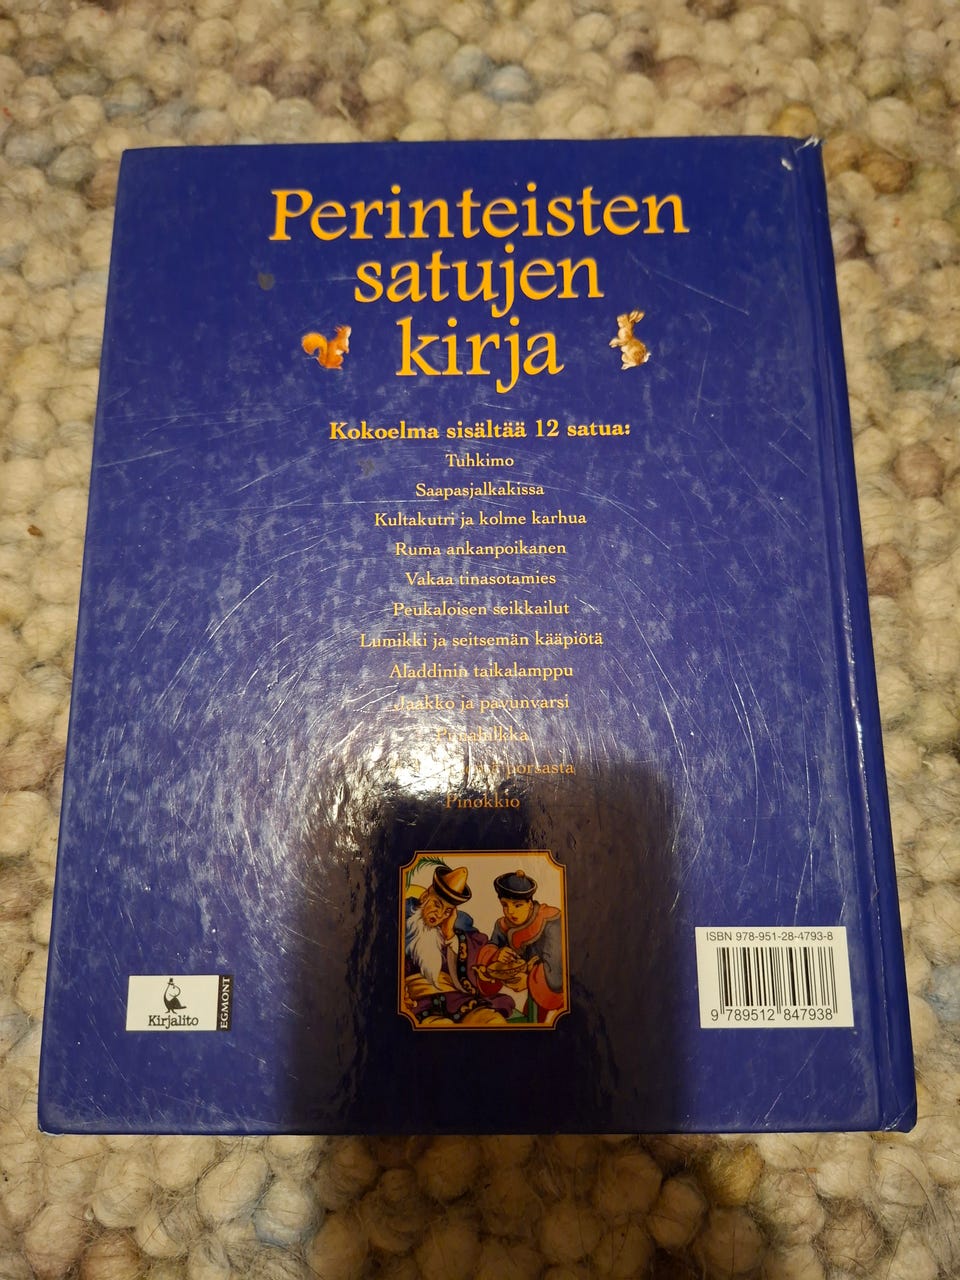 Perinteisten
satujen
kirja
Kokoelma sisältää 12 satua:
Tuhkimo
Saapasjalkakissa
Kultakutri ja kolme karhua
Ruma ankanpoikanen
Vakaa tinasotamies
Peukaloisen seikkailut
Lumikki ja seitsemän kääpiötä
Aladdinin taikalamppu
Jaakko ja pavunvarsi
Punahilkka
porsasta
Pinokkio
ISBN 978-951-28-4793-8
9 789512 847938
Kirjalito
EGMONT